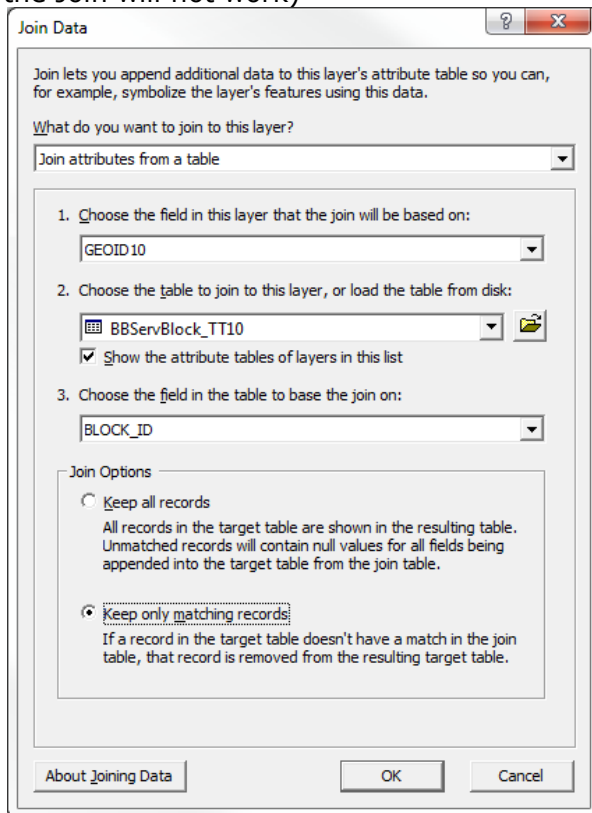 the Join will not work)
Join Data
Join lets you append additional data to this layer's attribute table so you can,
for example, symbolize the layer's features using this data.
What do you want to join to this layer?
Join attributes from a table
1. Choose the field in this layer that the join will be based on:
GEOID10
2. Choose the table to join to this layer, or load the table from disk:
BBServBlock_TT10
Show the attribute tables of layers in this list
3. Choose the field in the table to base the join on:
BLOCK_ID
Join Options
Keep all records
All records in the target table are shown in the resulting table.
Unmatched records will contain null values for all fields being
appended into the target table from the join table.
Keep only matching records
If a record in the target table doesn't have a match in the join
table, that record is removed from the resulting target table.
About Joining Data
OK
Cancel